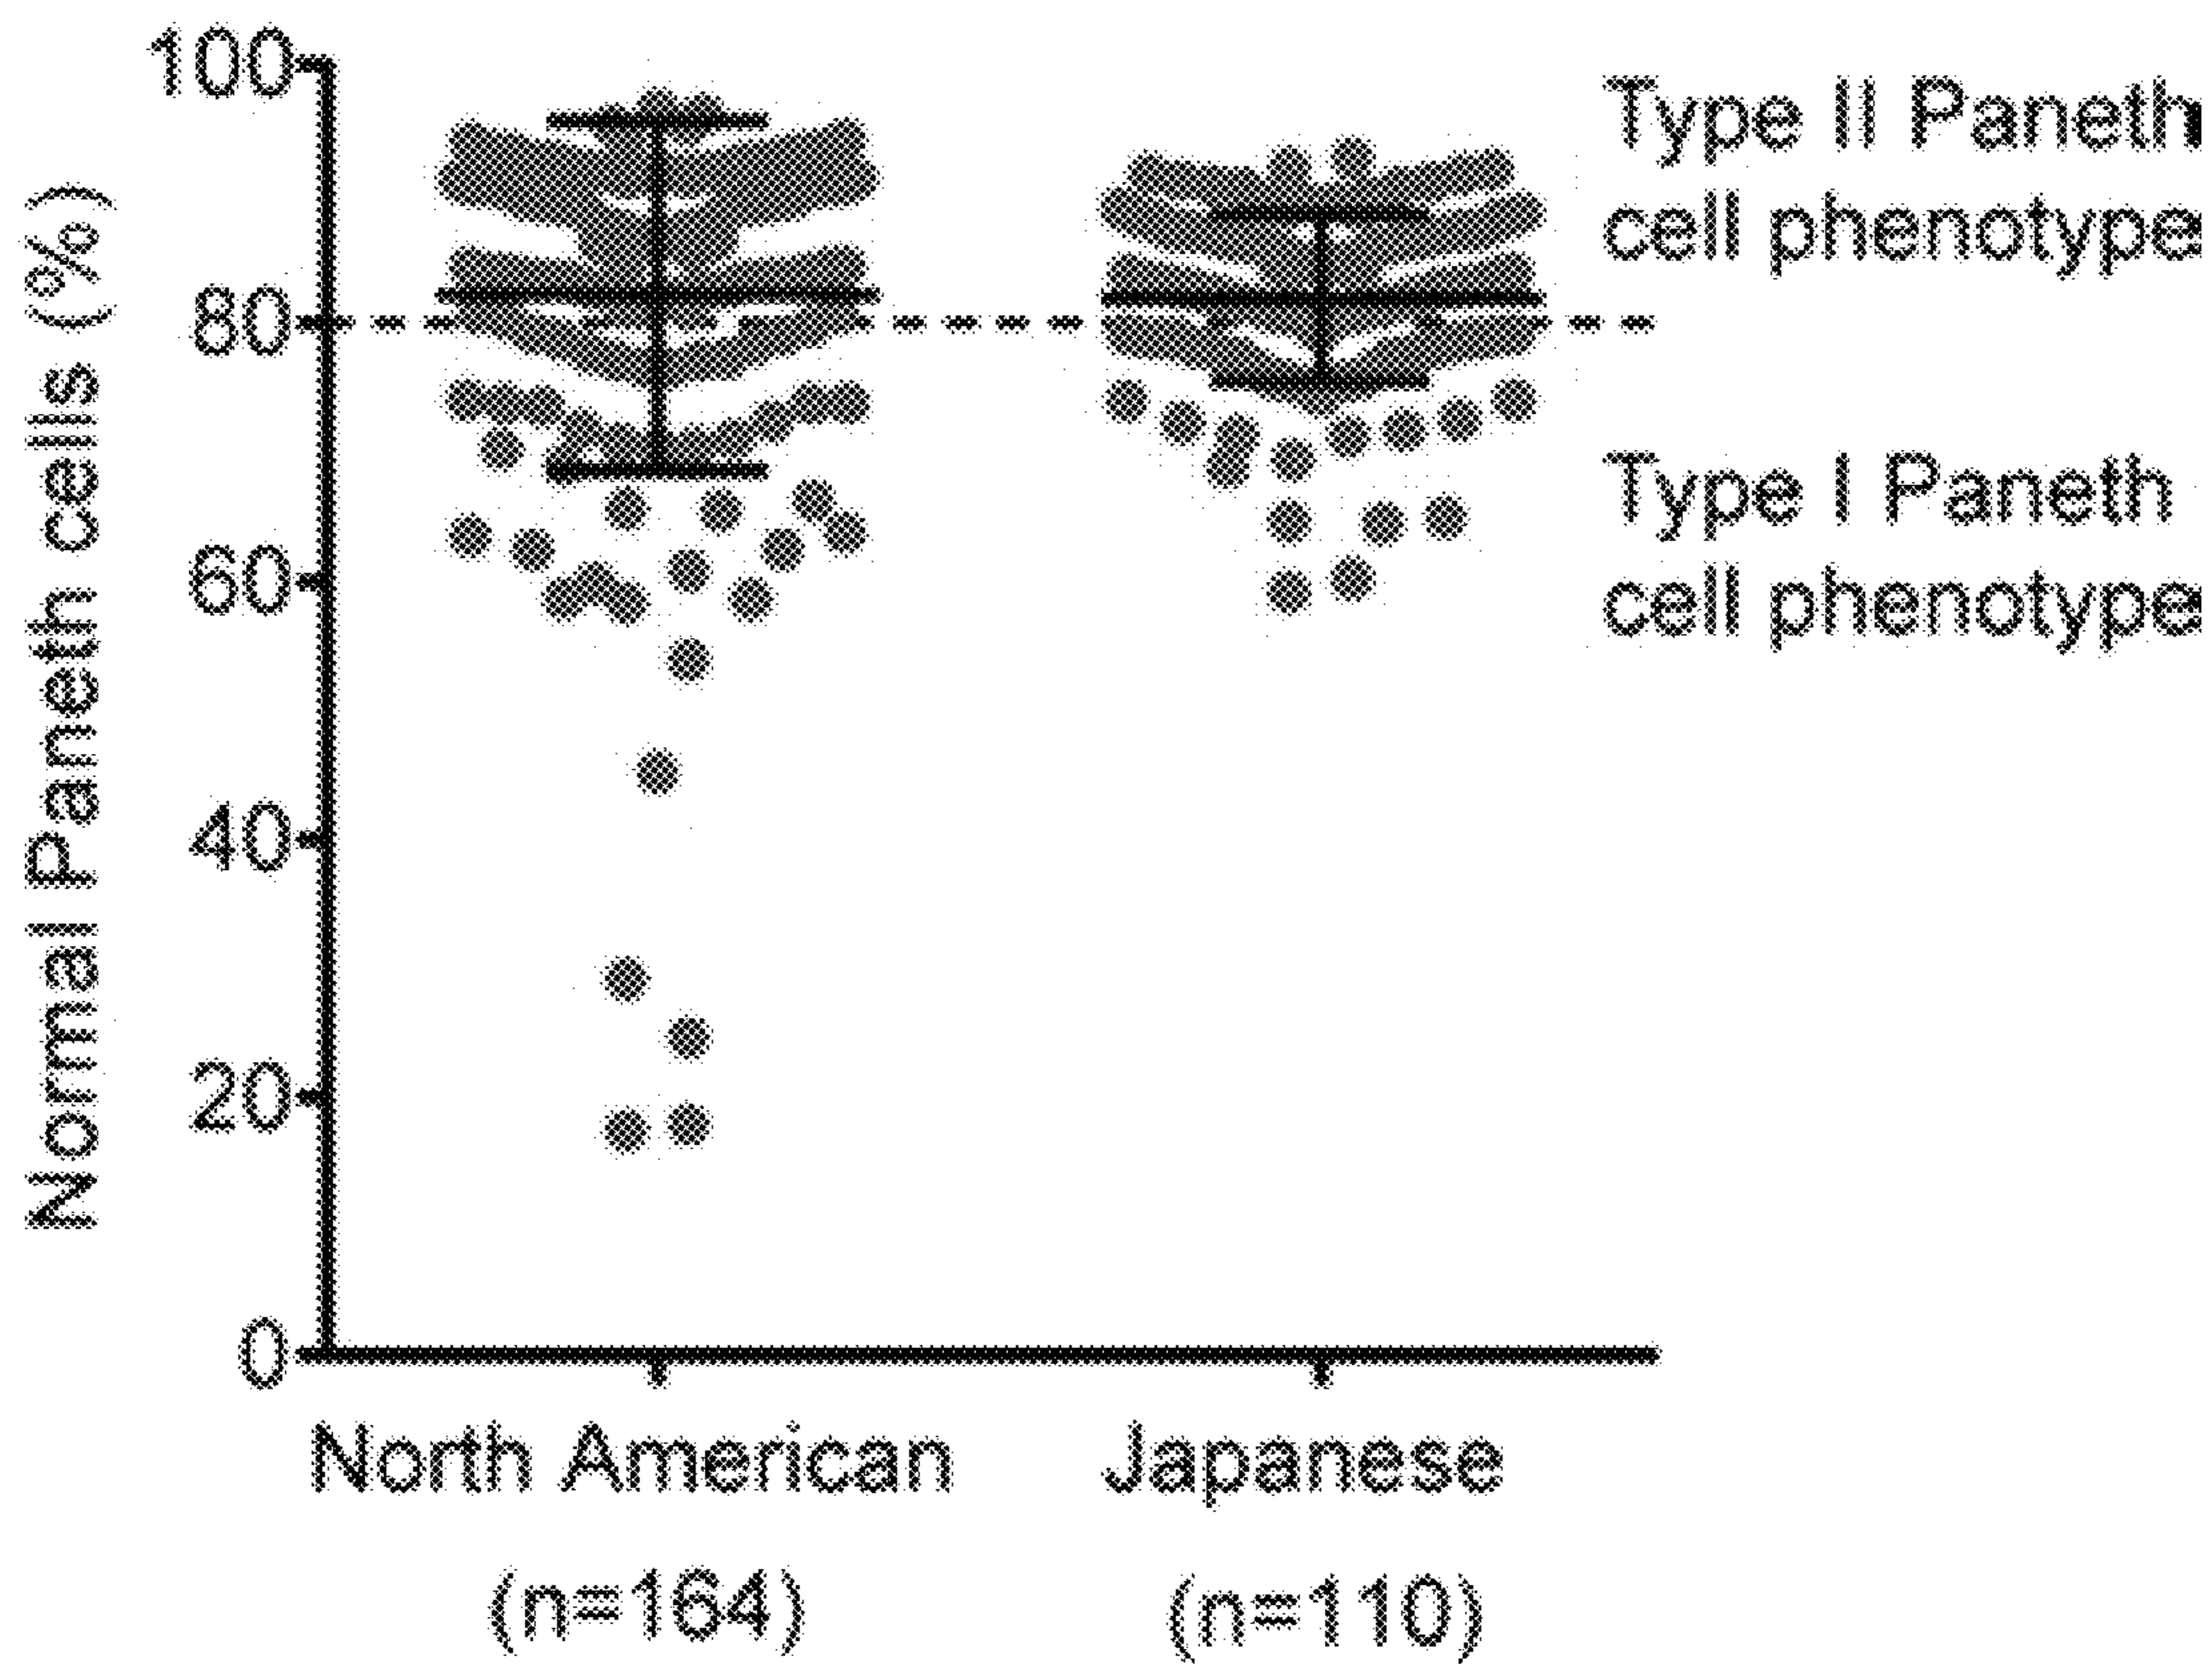 Normal Paneth cells (%)
100
80
60
40
20
0
Type II Paneth
cell phenotype
Type I Paneth
cell phenotype
North American
Japanese
(n=164)
(n=110)